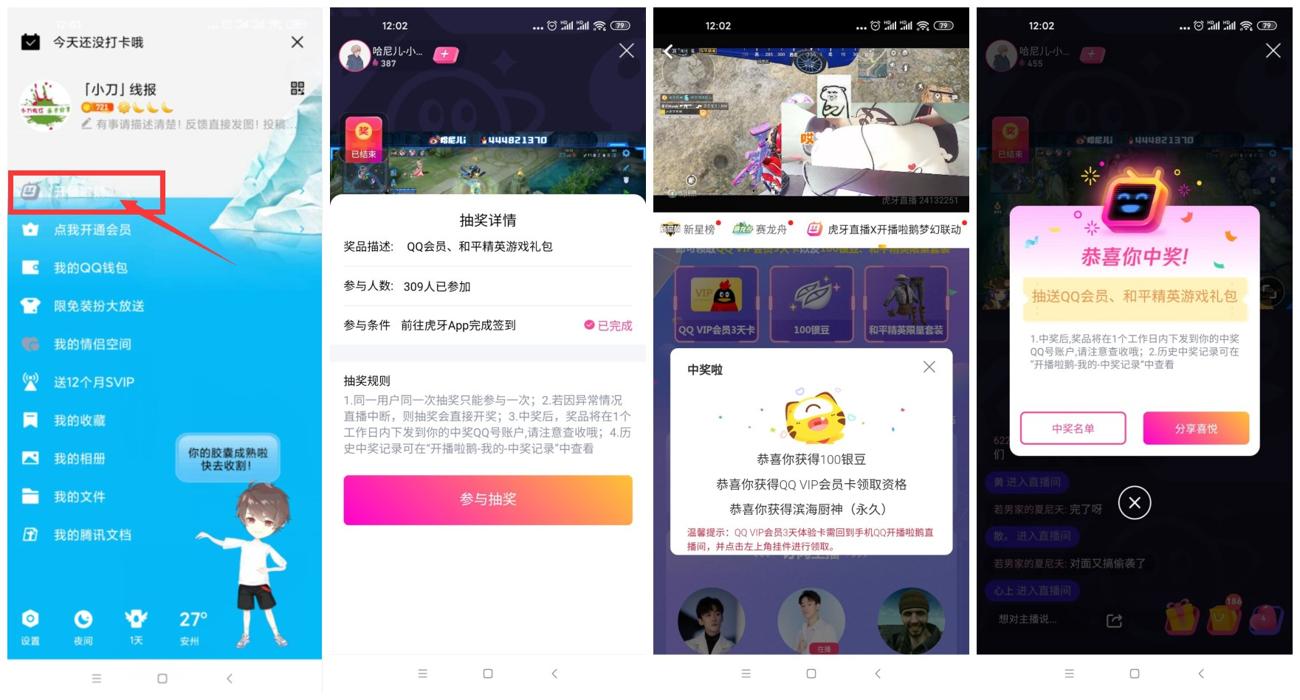 今天还没打卡哦
「小刀」线报
721
有事请描述清楚! 反馈直接发图! 投稿...
点我开通会员
我的QQ钱包
限免装扮大放送
我的情侣空间
送12个月SVIP
我的收藏
我的相册
我的文件
我的腾讯文档
你的胶囊成熟啦
快去收割!
设置
夜间
1天
27°
安州
12:02
79
哈尼儿-小...
387
奖
已结束
哈尼儿
444821370
抽奖详情
奖品描述: QQ会员、和平精英游戏礼包
参与人数: 309人已参加
参与条件 前往虎牙App完成签到
已完成
抽奖规则
1.同一用户同一次抽奖只能参与一次；2.若因异常情况
直播中断，则抽奖会直接开奖；3.中奖后，奖品将在1个
工作日内下发到你的中奖QQ号账户,请注意查收哦；4.历
史中奖记录可在“开播啦鹅-我的-中奖记录”中查看
参与抽奖
12:02
79
虎牙直播 24132251
新星榜
赛龙舟
虎牙直播X开播啦鹅梦幻联动
VIP
QQ VIP会员3天卡
100银豆
和平精英限量套装
中奖啦
恭喜你获得100银豆
恭喜你获得QQ VIP会员卡领取资格
恭喜你获得滨海厨神（永久）
温馨提示：QQ VIP会员3天体验卡需回到手机QQ开播啦鹅直
播间，并点击左上角挂件进行领取。
在播
12:02
79
哈尼儿-小...
455
奖
已结束
恭喜你中奖!
抽送QQ会员、和平精英游戏礼包
1.中奖后,奖品将在1个工作日内下发到你的中奖
QQ号账户,请注意查收哦；2.历史中奖记录可在
“开播啦鹅-我的-中奖记录”中查看
中奖名单
分享喜悦
622
们
黄 进入直播间
若男家的夏尼天: 完了呀
散。 进入直播间
若男家的夏尼天: 对面又搞偷袭了
心上 进入直播间
想对主播说...
186